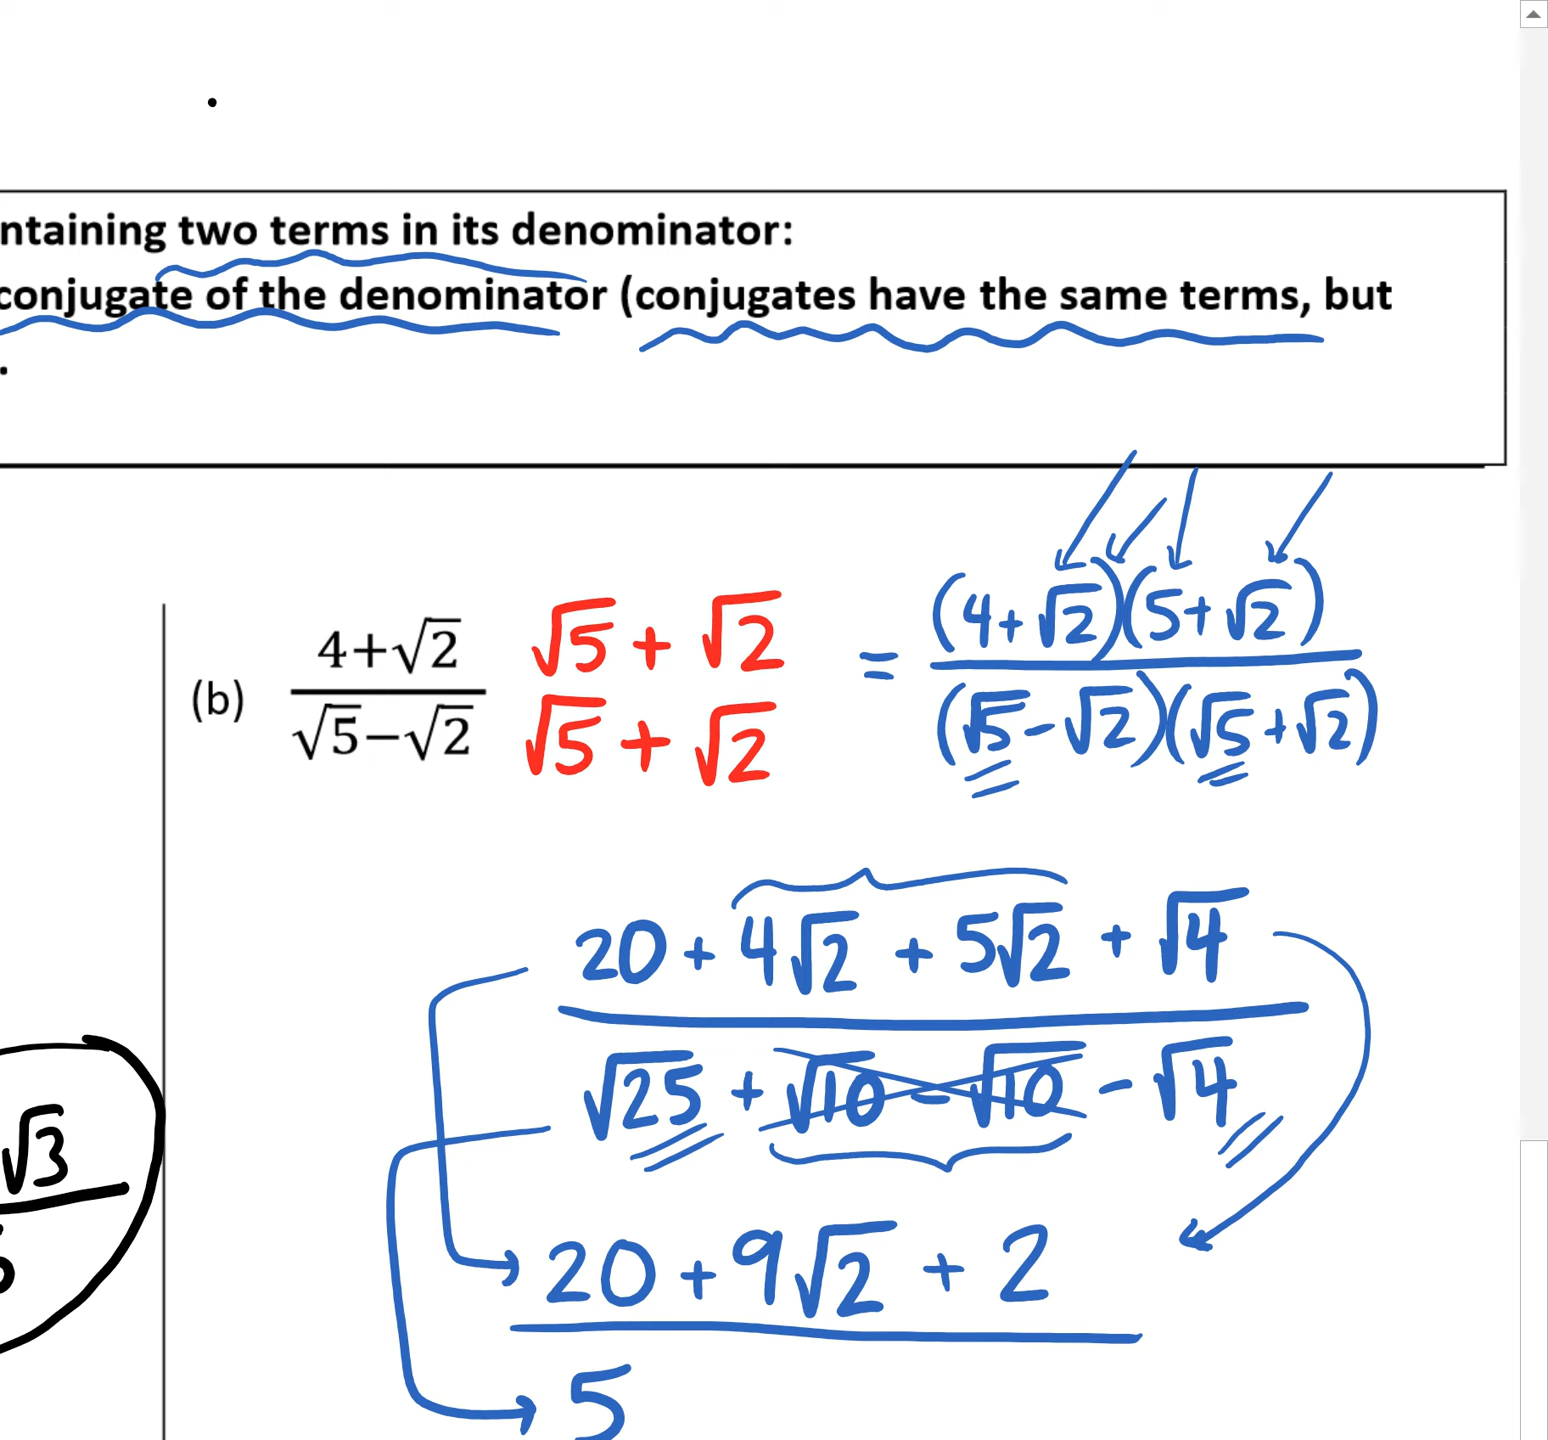 ntaining two terms in its denominator:
conjugate of the denominator (conjugates have the same terms, but
.
(b) (4+√2)/(√5−√2) (√5 + √2)/(√5 + √2) = ((4+√2)(5+√2))/((√5-√2)(√5+√2))
20 + 4√2 + 5√2 + √4
√25 + √10 - √10 - √4
√3
20 + 9√2 + 2
5